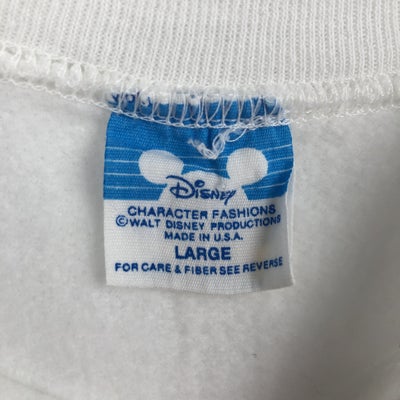 Disney
CHARACTER FASHIONS
©WALT DISNEY PRODUCTIONS
MADE IN U.S.A.
LARGE
FOR CARE & FIBER SEE REVERSE